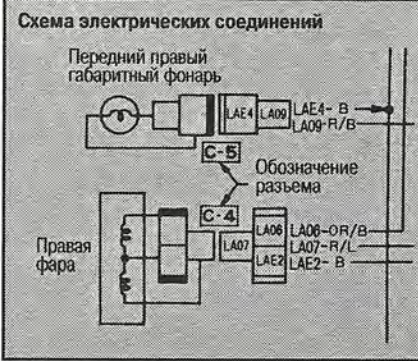 Схема электрических соединений
Передний правый
габаритный фонарь
LAE4 LA09 LAE4- B
LA09-R/B
C-5
Обозначение
разъема
C-4
Правая
фара
LA06 LA06-OR/B
LA07 LA07-R/L
LAE2 LAE2- B